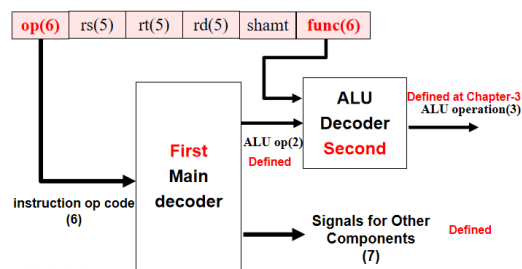 op(6) rs(5) rt(5) rd(5) shamt func(6)
First
Main
decoder
instruction op code
(6)
ALU op(2)
Defined
ALU
Decoder
Second
Defined at Chapter-3
ALU operation(3)
Signals for Other
Components
(7)
Defined